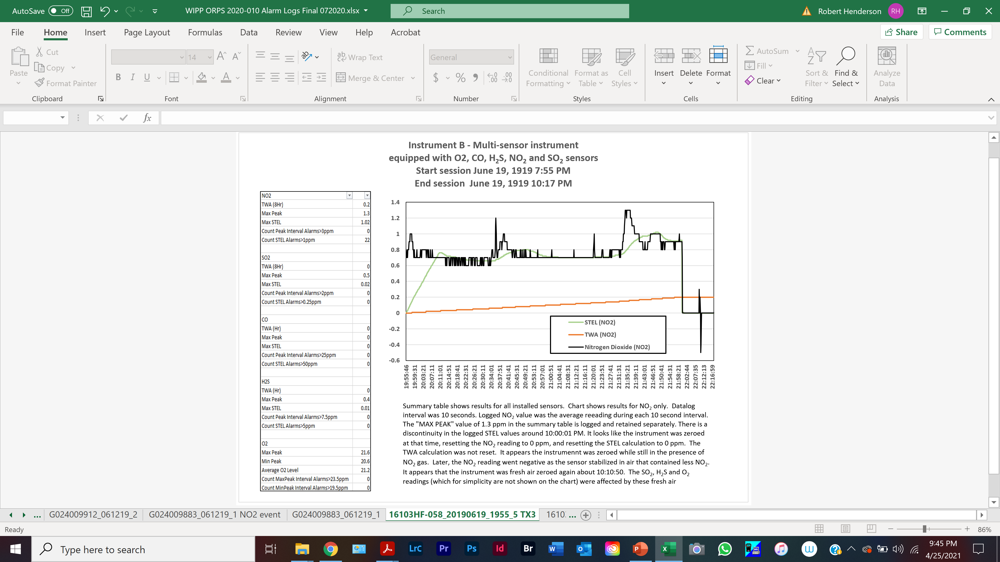 AutoSave Off WIPP ORPS 2020-010 Alarm Logs Final 072020.xlsx Search Robert Henderson RH
File Home Insert Page Layout Formulas Data Review View Help Acrobat Share Comments
Paste Cut Copy Format Painter Clipboard
14 A A B I U A Font
ab Wrap Text Merge & Center Alignment
General $ % , .00 .00 Number
Conditional Formatting Format as Table Cell Styles Styles
Insert Delete Format Cells
AutoSum Fill Clear Sort & Filter Find & Select Editing
Analyze Data Analysis
fx
Instrument B - Multi-sensor instrument
equipped with O2, CO, H₂S, NO₂ and SO₂ sensors
Start session June 19, 1919 7:55 PM
End session June 19, 1919 10:17 PM
NO2
TWA (8Hr) 0.2
Max Peak 1.3
Max STEL 1.02
Count Peak Interval Alarms>3ppm 0
Count STEL Alarms>1ppm 22
SO2
TWA (8Hr) 0
Max Peak 0.5
Max STEL 0.02
Count Peak Interval Alarms>2ppm 0
Count STEL Alarms>0.25ppm 0
CO
TWA (Hr) 0
Max Peak 0
Max STEL 0
Count Peak Interval Alarms>25ppm 0
Count STEL Alarms>50ppm 0
H2S
TWA (Hr) 0
Max Peak 0.4
Max STEL 0.01
Count Peak Interval Alarms>7.5ppm 0
Count STEL Alarms>5ppm 0
O2
Max Peak 21.6
Min Peak 20.6
Average O2 Level 21.2
Count MaxPeak Interval Alarms>23.5ppm 0
Count MinPeak Interval Alarms>19.5ppm 0
1.4
1.2
1
0.8
0.6
0.4
0.2
0
-0.2
-0.4
-0.6
STEL (NO2)
TWA (NO2)
Nitrogen Dioxide (NO2)
19:55:46 19:59:31 20:03:21 20:07:11 20:11:01 20:14:51 20:18:41 20:22:31 20:26:21 20:30:11 20:34:01 20:37:51 20:41:41 20:45:31 20:49:21 20:53:11 20:57:01 21:00:51 21:04:41 21:08:31 21:12:21 21:16:11 21:20:01 21:23:51 21:27:41 21:31:31 21:35:21 21:39:11 21:43:01 21:46:51 21:50:41 21:54:31 21:58:21 22:02:44 22:07:35 22:12:13 22:16:59
Summary table shows results for all installed sensors. Chart shows results for NO₂ only. Datalog
interval was 10 seconds. Logged NO₂ value was the average reeading during each 10 second interval.
The "MAX PEAK" value of 1.3 ppm in the summary table is logged and retained separately. There is a
discontinuity in the logged STEL values around 10:00:01 PM. It looks like the instrument was zeroed
at that time, resetting the NO₂ reading to 0 ppm, and resetting the STEL calculation to 0 ppm. The
TWA calculation was not reset. It appears the instrumennt was zeroed while still in the presence of
NO₂ gas. Later, the NO₂ reading went negative as the sensor stabilized in air that contained less NO₂.
It appears that the instrument was fresh air zeroed again about 10:10:50. The SO₂, H₂S and O₂
readings (which for simplicity are not shown on the chart) were affected by these fresh air
... G024009912_061219_2 G024009883_061219_1 NO2 event G024009883_061219_1 16103HF-058_20190619_1955_5 TX3 1610 ...
Ready 86%
Type here to search LrC Pr Ps Id Br W O P X 9:45 PM
4/25/2021